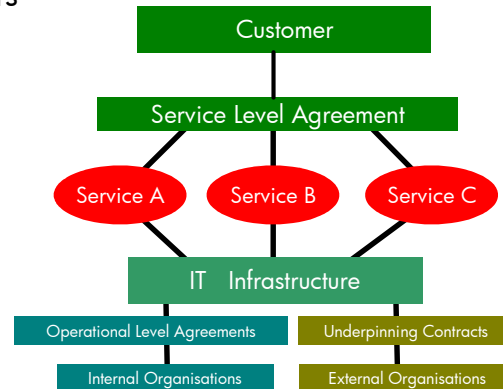 Customer
Service Level Agreement
Service A Service B Service C
IT Infrastructure
Operational Level Agreements Underpinning Contracts
Internal Organisations External Organisations